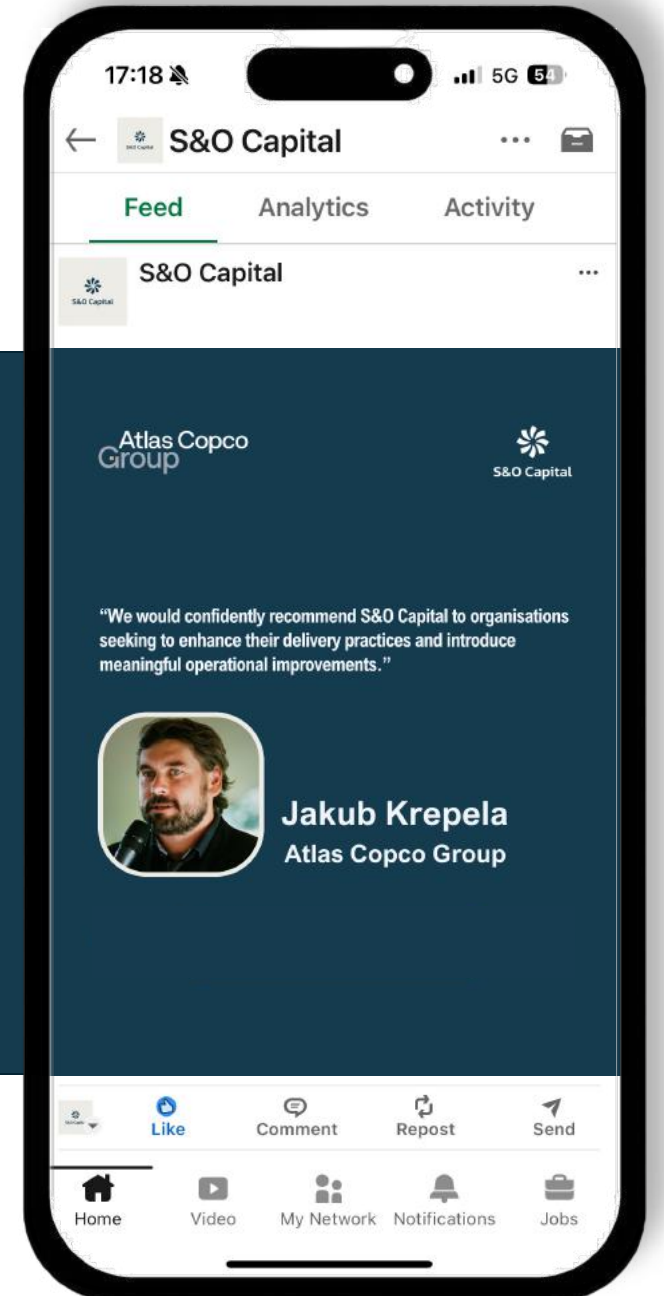 17:18
5G 54
S&O Capital
Feed Analytics Activity
S&O Capital
S&O Capital
Atlas Copco
Group
S&O Capital
“We would confidently recommend S&O Capital to organisations
seeking to enhance their delivery practices and introduce
meaningful operational improvements.”
Jakub Krepela
Atlas Copco Group
Like Comment Repost Send
Home Video My Network Notifications Jobs